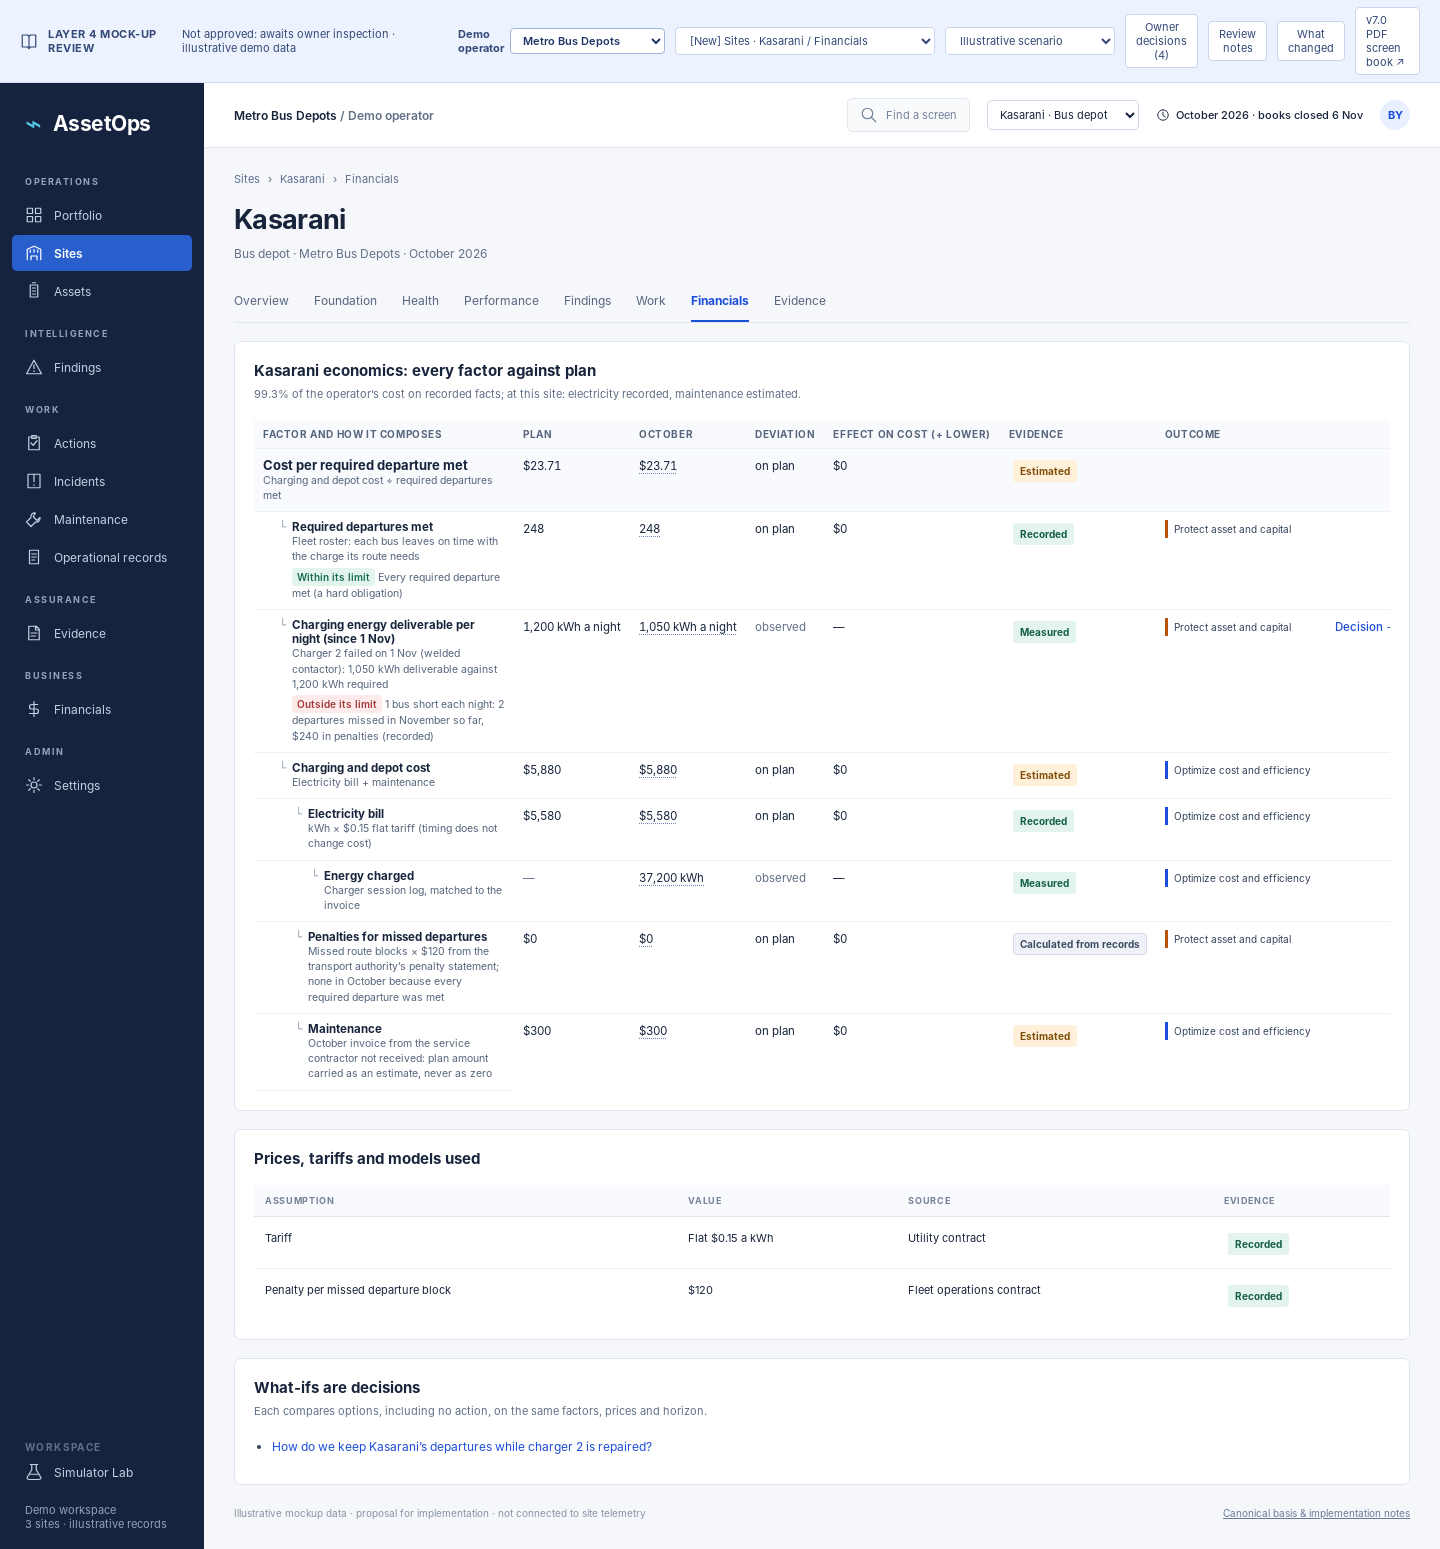 LAYER 4 MOCK-UP
REVIEW
Not approved: awaits owner inspection ·
illustrative demo data
Demo
operator
Metro Bus Depots
[New] Sites · Kasarani / Financials
Illustrative scenario
Owner
decisions
(4)
Review
notes
What
changed
v7.0
PDF
screen
book ↗
AssetOps
OPERATIONS
Portfolio
Sites
Assets
INTELLIGENCE
Findings
WORK
Actions
Incidents
Maintenance
Operational records
ASSURANCE
Evidence
BUSINESS
Financials
ADMIN
Settings
WORKSPACE
Simulator Lab
Demo workspace
3 sites · illustrative records
Metro Bus Depots / Demo operator
Find a screen
Kasarani · Bus depot
October 2026 · books closed 6 Nov
BY
Sites › Kasarani › Financials
Kasarani
Bus depot · Metro Bus Depots · October 2026
Overview Foundation Health Performance Findings Work Financials Evidence
Kasarani economics: every factor against plan
99.3% of the operator's cost on recorded facts; at this site: electricity recorded, maintenance estimated.
FACTOR AND HOW IT COMPOSES PLAN OCTOBER DEVIATION EFFECT ON COST (+ LOWER) EVIDENCE OUTCOME
Cost per required departure met $23.71 $23.71 on plan $0 Estimated
Charging and depot cost ÷ required departures
met
Required departures met 248 248 on plan $0 Recorded Protect asset and capital
Fleet roster: each bus leaves on time with
the charge its route needs
Within its limit Every required departure
met (a hard obligation)
Charging energy deliverable per 1,200 kWh a night 1,050 kWh a night observed — Measured Protect asset and capital Decision -
night (since 1 Nov)
Charger 2 failed on 1 Nov (welded
contactor): 1,050 kWh deliverable against
1,200 kWh required
Outside its limit 1 bus short each night: 2
departures missed in November so far,
$240 in penalties (recorded)
Charging and depot cost $5,880 $5,880 on plan $0 Estimated Optimize cost and efficiency
Electricity bill + maintenance
Electricity bill $5,580 $5,580 on plan $0 Recorded Optimize cost and efficiency
kWh × $0.15 flat tariff (timing does not
change cost)
Energy charged — 37,200 kWh observed — Measured Optimize cost and efficiency
Charger session log, matched to the
invoice
Penalties for missed departures $0 $0 on plan $0 Calculated from records Protect asset and capital
Missed route blocks × $120 from the
transport authority's penalty statement;
none in October because every
required departure was met
Maintenance $300 $300 on plan $0 Estimated Optimize cost and efficiency
October invoice from the service
contractor not received: plan amount
carried as an estimate, never as zero
Prices, tariffs and models used
ASSUMPTION VALUE SOURCE EVIDENCE
Tariff Flat $0.15 a kWh Utility contract Recorded
Penalty per missed departure block $120 Fleet operations contract Recorded
What-ifs are decisions
Each compares options, including no action, on the same factors, prices and horizon.
• How do we keep Kasarani's departures while charger 2 is repaired?
Illustrative mockup data · proposal for implementation · not connected to site telemetry
Canonical basis & implementation notes